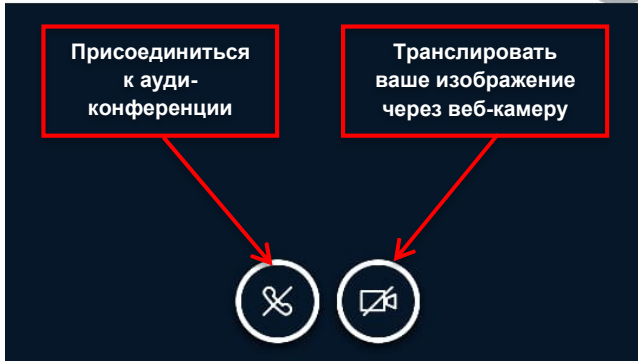 Присоединиться
к ауди-
конференции
Транслировать
ваше изображение
через веб-камеру